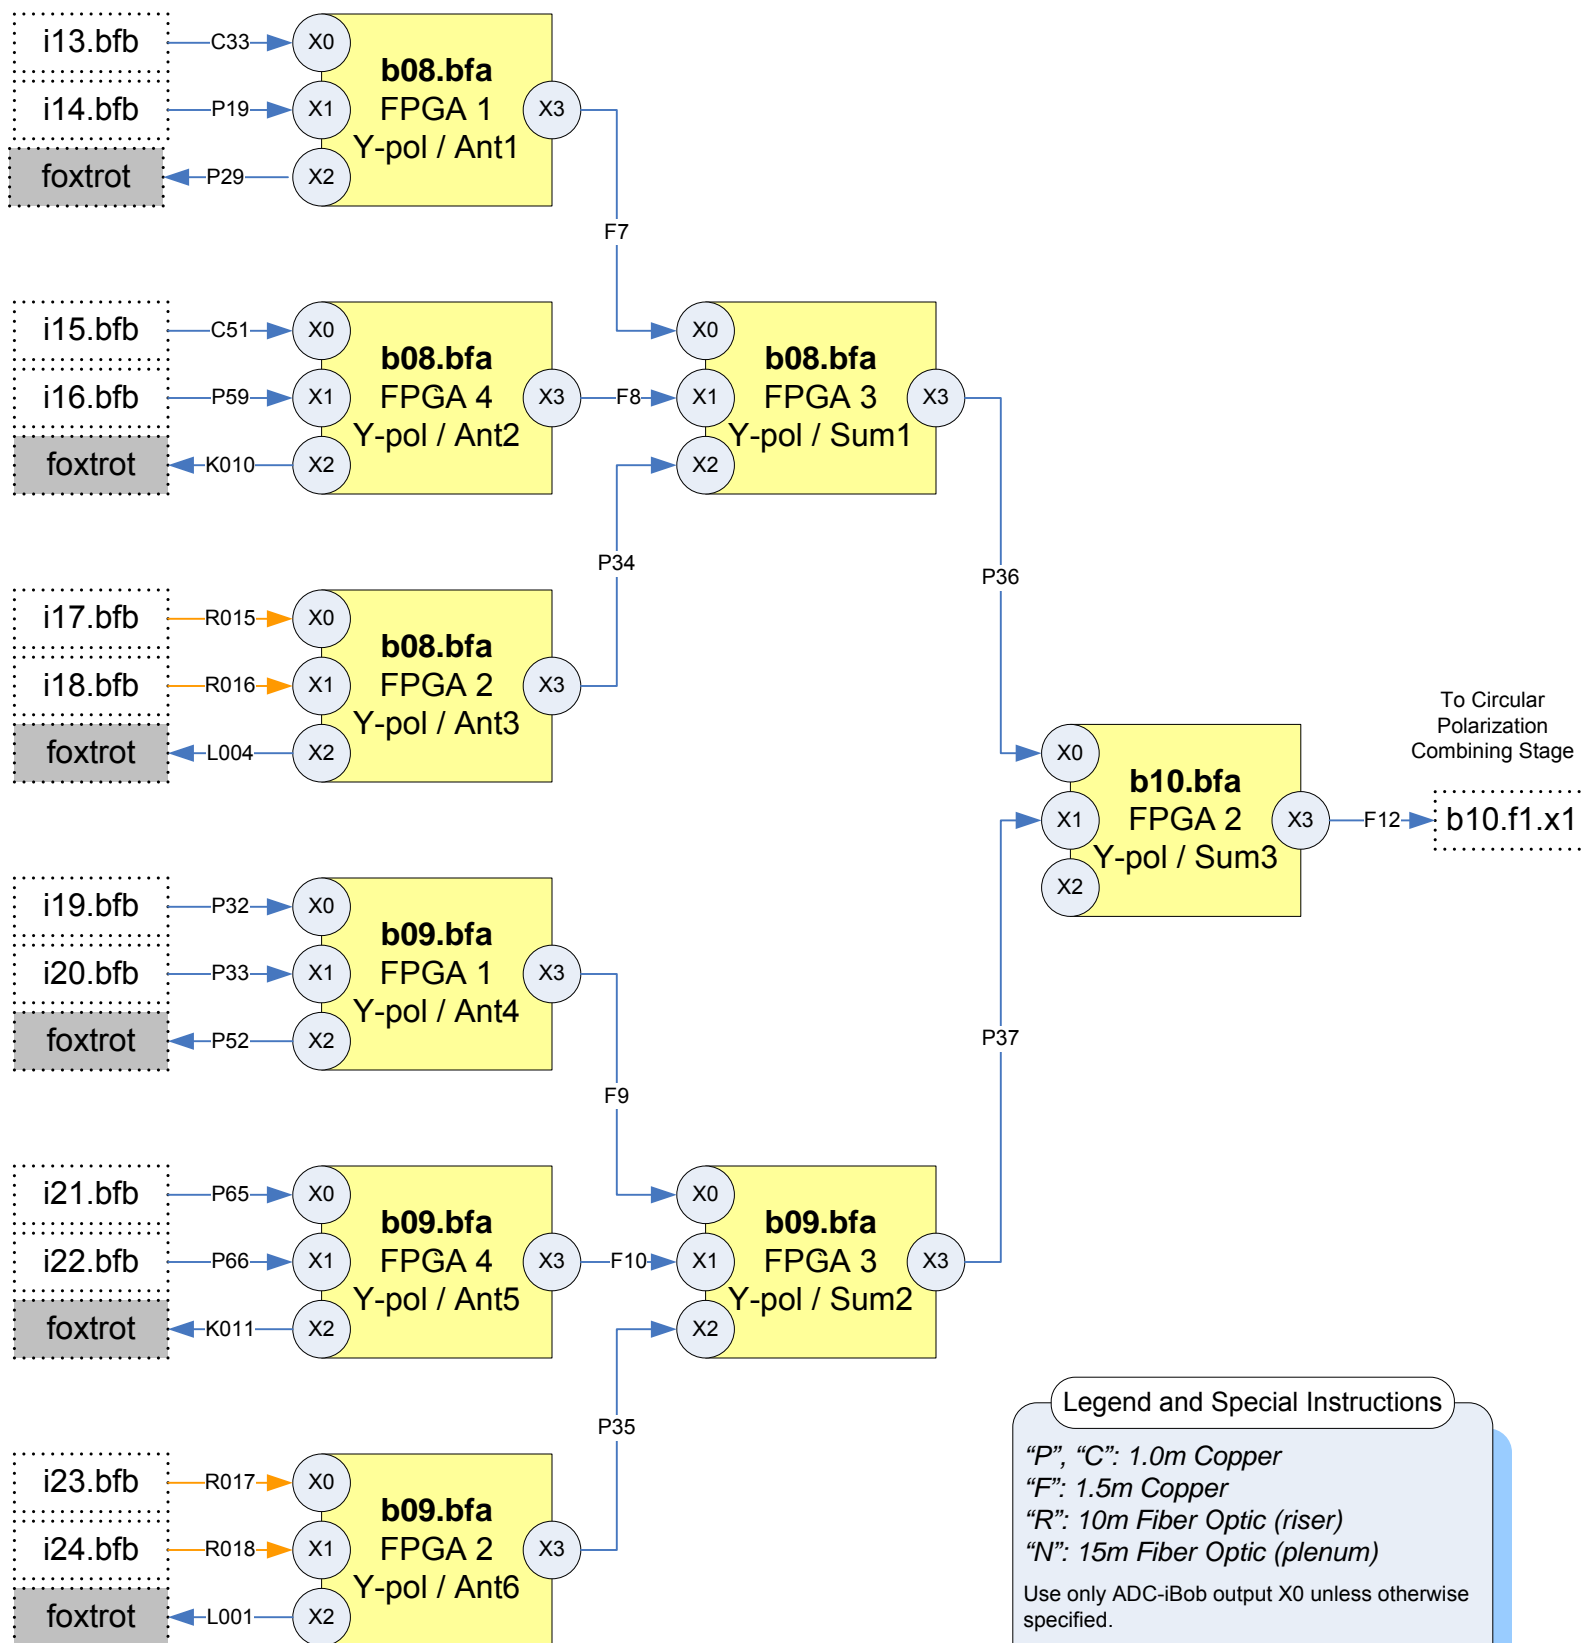 i13.bfb
C33
X0
i14.bfb
P19
X1
foxtrot
P29
X2
b08.bfa
FPGA 1
Y-pol / Ant1
X3
F7
i15.bfb
C51
X0
i16.bfb
P59
X1
foxtrot
K010
X2
b08.bfa
FPGA 4
Y-pol / Ant2
X3
F8
X0
X1
X2
b08.bfa
FPGA 3
Y-pol / Sum1
X3
P34
P36
i17.bfb
R015
X0
i18.bfb
R016
X1
foxtrot
L004
X2
b08.bfa
FPGA 2
Y-pol / Ant3
X3
To Circular
Polarization
Combining Stage
X0
X1
X2
b10.bfa
FPGA 2
Y-pol / Sum3
X3
F12
b10.f1.x1
i19.bfb
P32
X0
i20.bfb
P33
X1
foxtrot
P52
X2
b09.bfa
FPGA 1
Y-pol / Ant4
X3
F9
P37
i21.bfb
P65
X0
i22.bfb
P66
X1
foxtrot
K011
X2
b09.bfa
FPGA 4
Y-pol / Ant5
X3
F10
X0
X1
X2
b09.bfa
FPGA 3
Y-pol / Sum2
X3
P35
i23.bfb
R017
X0
i24.bfb
R018
X1
foxtrot
L001
X2
b09.bfa
FPGA 2
Y-pol / Ant6
X3
Legend and Special Instructions
“P”, “C”: 1.0m Copper
“F”: 1.5m Copper
“R”: 10m Fiber Optic (riser)
“N”: 15m Fiber Optic (plenum)
Use only ADC-iBob output X0 unless otherwise
specified.